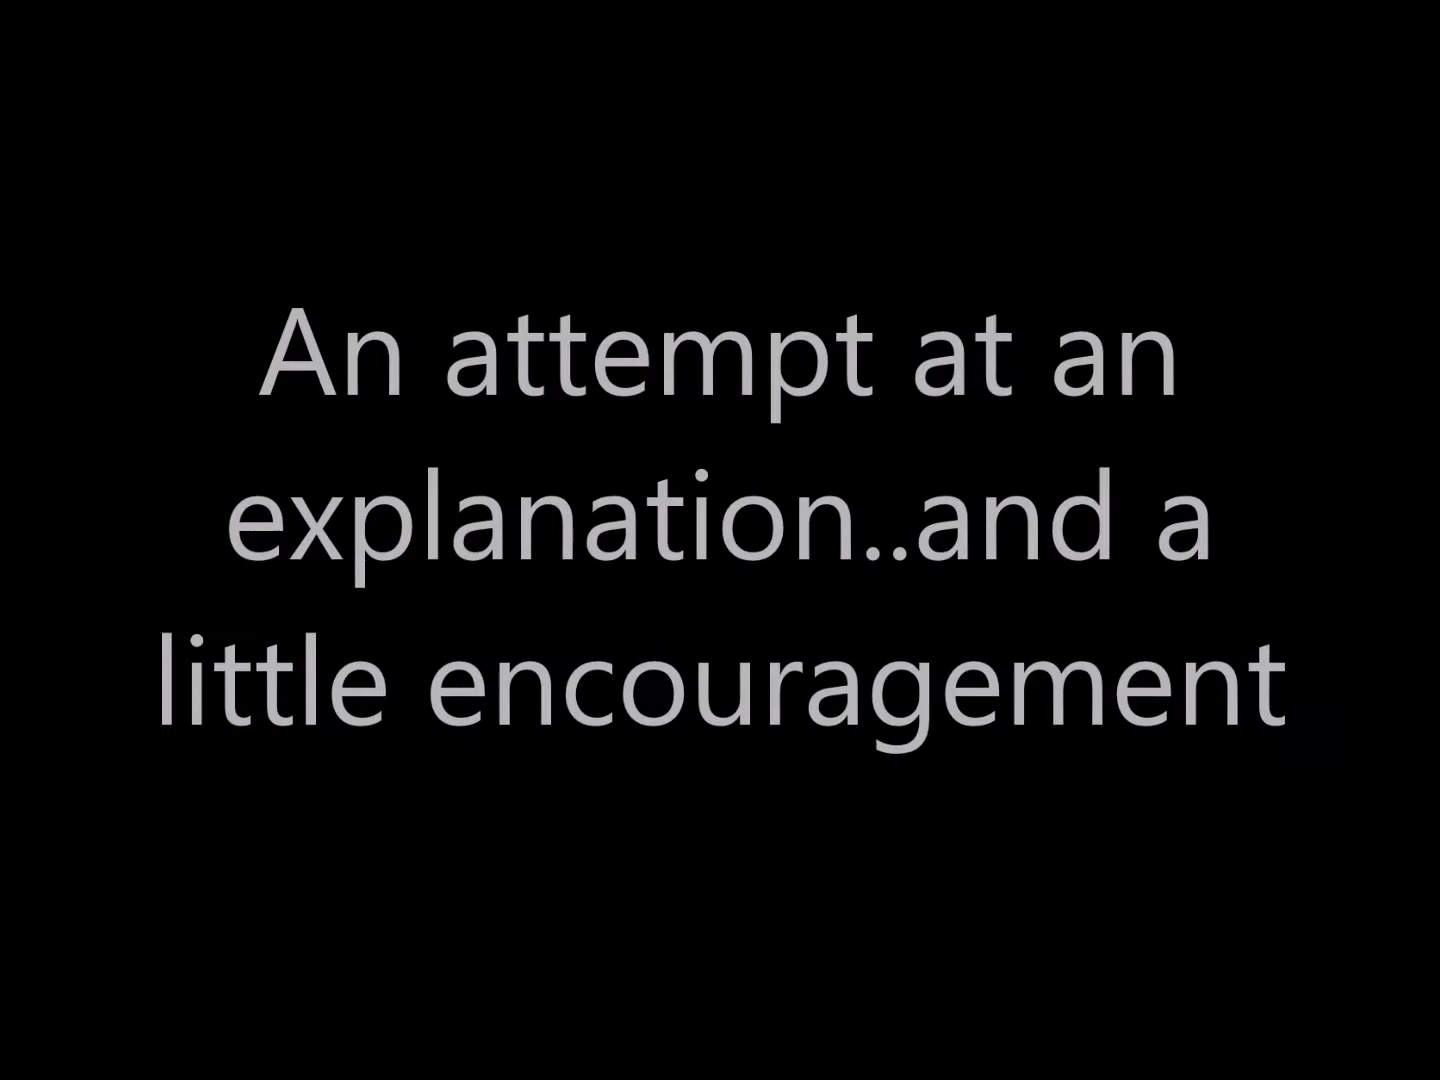 An attempt at an
explanation..and a
little encouragement